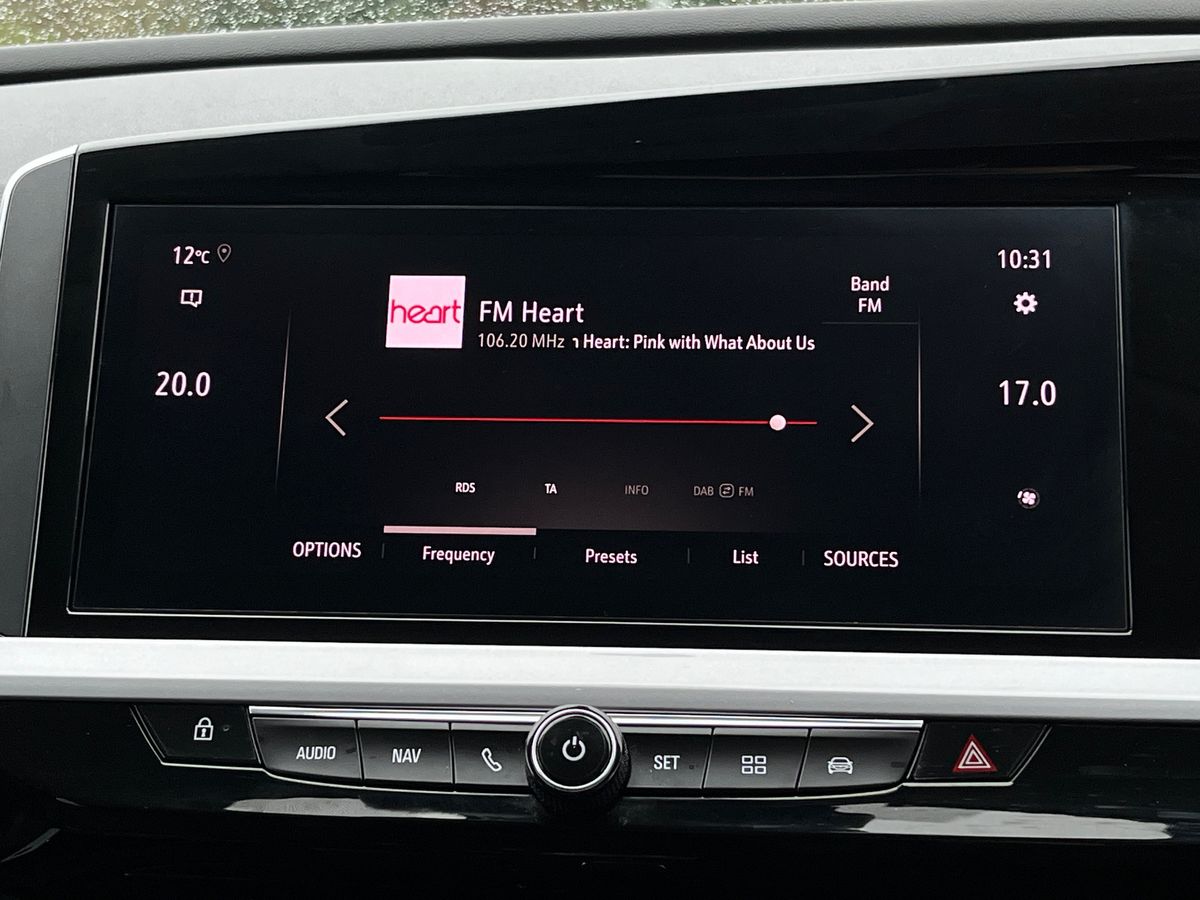 12°C
10:31
heart
FM Heart
Band
FM
106.20 MHz Heart: Pink with What About Us
20.0
17.0
RDS TA INFO DAB FM
OPTIONS Frequency Presets List SOURCES
AUDIO NAV SET